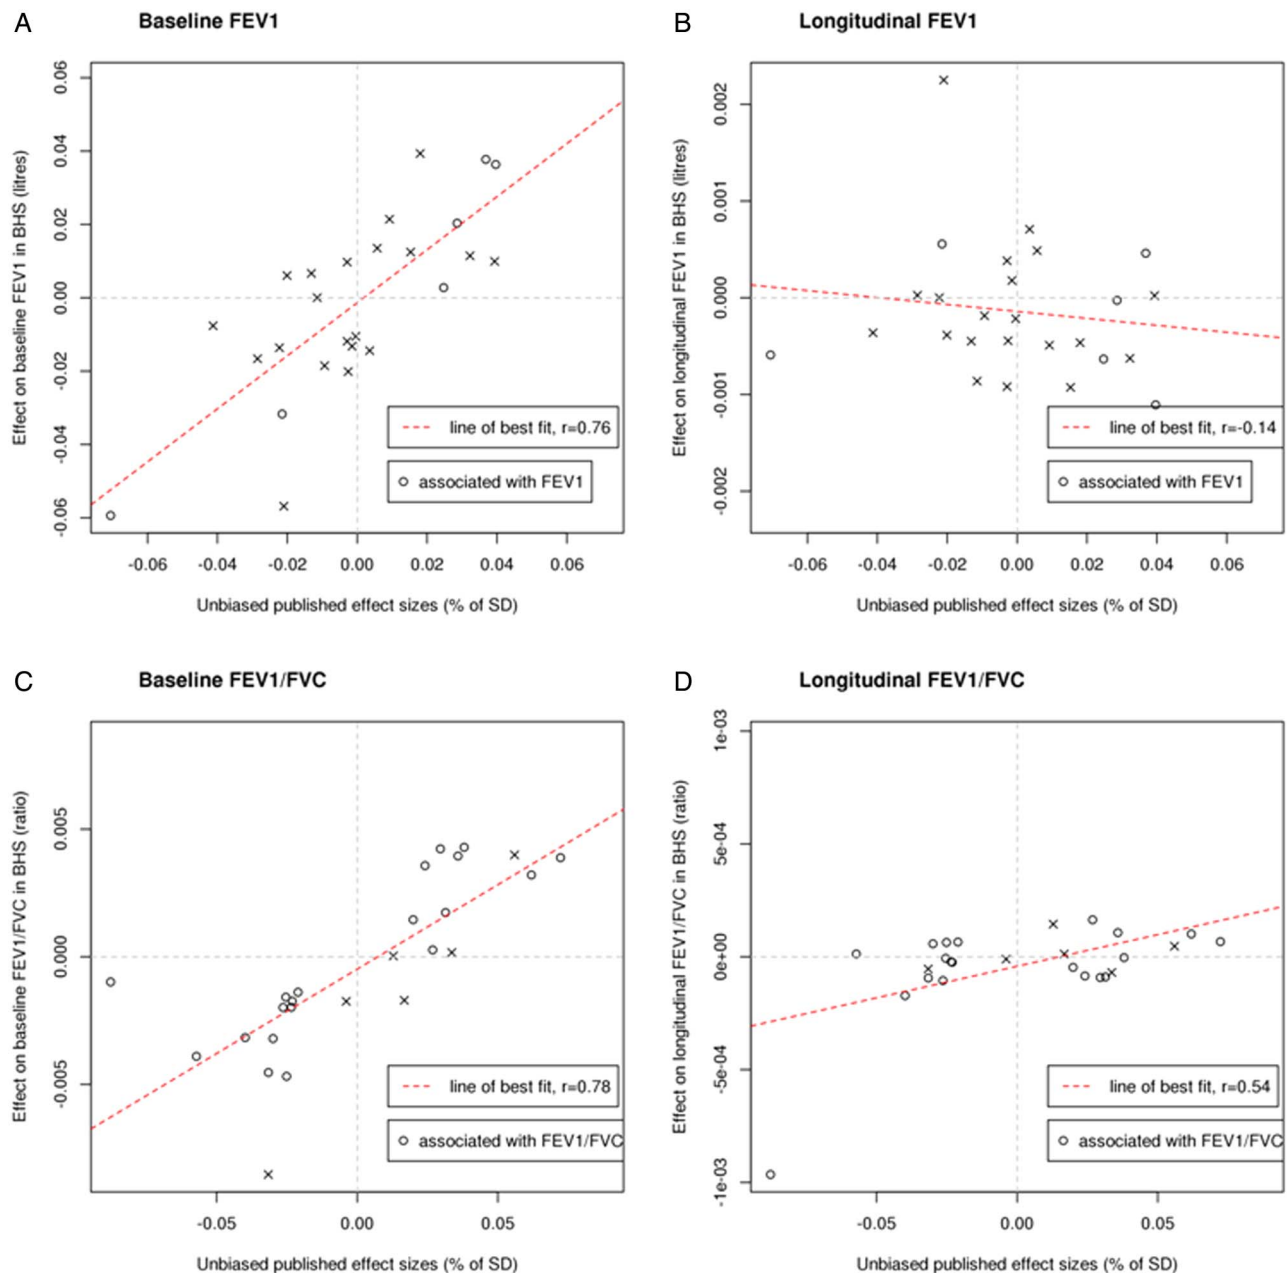 A
Baseline FEV1
Effect on baseline FEV1 in BHS (litres)
0.06
0.04
0.02
0.00
-0.02
-0.04
-0.06
line of best fit, r=0.76
associated with FEV1
-0.06 -0.04 -0.02 0.00 0.02 0.04 0.06
Unbiased published effect sizes (% of SD)
B
Longitudinal FEV1
Effect on longitudinal FEV1 in BHS (litres)
0.002
0.001
0.000
-0.001
-0.002
line of best fit, r=-0.14
associated with FEV1
-0.06 -0.04 -0.02 0.00 0.02 0.04 0.06
Unbiased published effect sizes (% of SD)
C
Baseline FEV1/FVC
Effect on baseline FEV1/FVC in BHS (ratio)
0.005
0.000
-0.005
line of best fit, r=0.78
associated with FEV1/FVC
-0.05 0.00 0.05
Unbiased published effect sizes (% of SD)
D
Longitudinal FEV1/FVC
Effect on longitudinal FEV1/FVC in BHS (ratio)
1e-03
5e-04
0e+00
-5e-04
-1e-03
line of best fit, r=0.54
associated with FEV1/FVC
-0.05 0.00 0.05
Unbiased published effect sizes (% of SD)